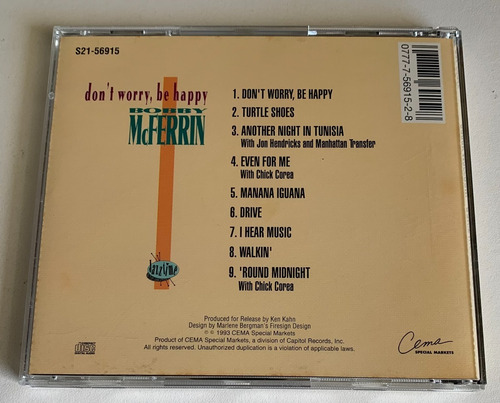 S21-56915
0777-7-56915-2-8
don't worry, be happy
BOBBY
McFERRIN
1. DON'T WORRY, BE HAPPY
2. TURTLE SHOES
3. ANOTHER NIGHT IN TUNISIA
With Jon Hendricks and Manhattan Transfer
4. EVEN FOR ME
With Chick Corea
5. MANANA IGUANA
6. DRIVE
7. I HEAR MUSIC
8. WALKIN'
9. 'ROUND MIDNIGHT
With Chick Corea
jazztime
Produced for Release by Ken Kahn
Design by Marlene Bergman's Firesign Design
℗ © 1993 CEMA Special Markets
Product of CEMA Special Markets, a division of Capitol Records, Inc.
All rights reserved. Unauthorized duplication is a violation of applicable laws.
Cema
SPECIAL MARKETS